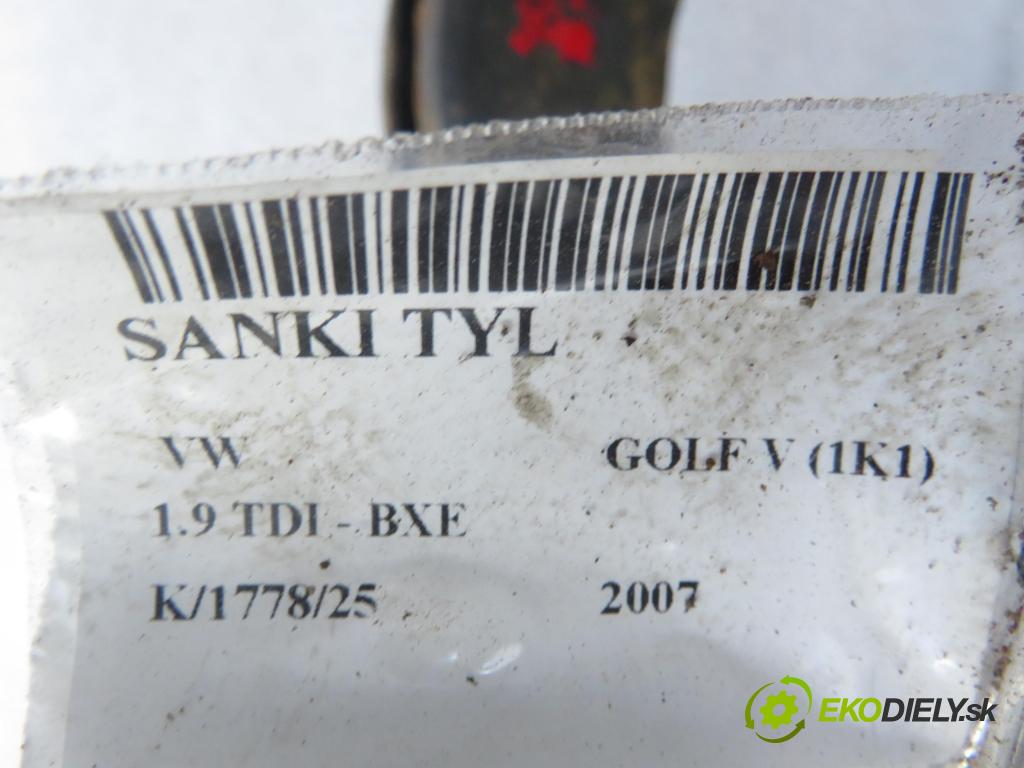 SANKI TYL
VW GOLF V (1K1)
1.9 TDI - BXE
K/1778/25 2007
EKODIELY.sk